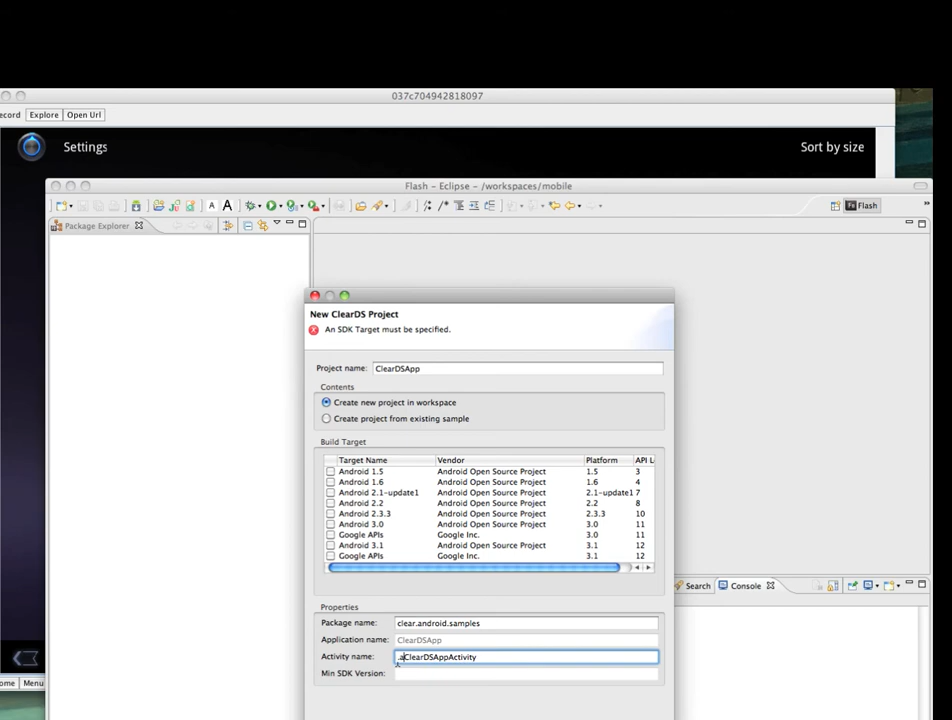 037c704942818097
ecord Explore Open Url
Settings Sort by size
Flash - Eclipse - /workspaces/mobile
A A Fx Flash
Package Explorer
New ClearDS Project
An SDK Target must be specified.
Project name: ClearDSApp
Contents
Create new project in workspace
Create project from existing sample
Build Target
Target Name Vendor Platform API L
Android 1.5 Android Open Source Project 1.5 3
Android 1.6 Android Open Source Project 1.6 4
Android 2.1-update1 Android Open Source Project 2.1-update1 7
Android 2.2 Android Open Source Project 2.2 8
Android 2.3.3 Android Open Source Project 2.3.3 10
Android 3.0 Android Open Source Project 3.0 11
Google APIs Google Inc. 3.0 11
Android 3.1 Android Open Source Project 3.1 12
Google APIs Google Inc. 3.1 12
Search Console
Properties
Package name: clear.android.samples
Application name: ClearDSApp
Activity name: .aClearDSAppActivity
Min SDK Version:
ome Menu